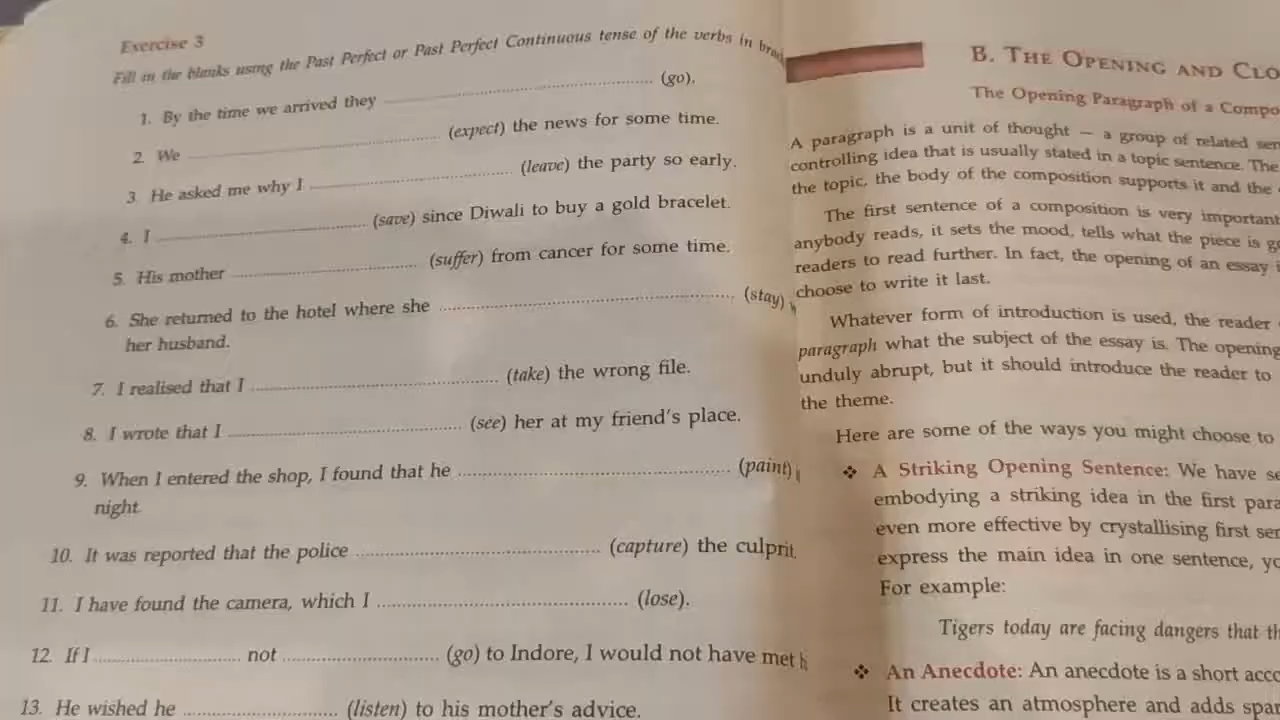 Exercise 3
Fill in the blanks using the Past Perfect or Past Perfect Continuous tense of the verbs in
1. By the time we arrived they ........................ (go).
2. We ........................ (expect) the news for some time.
3. He asked me why I ........................ (leave) the party so early.
4. I ........................ (save) since Diwali to buy a gold bracelet.
5. His mother ........................ (suffer) from cancer for some time.
6. She returned to the hotel where she ........................ (stay)
her husband.
7. I realised that I ........................ (take) the wrong file.
8. I wrote that I ........................ (see) her at my friend's place.
9. When I entered the shop, I found that he ........................ (paint)
night.
10. It was reported that the police ........................ (capture) the culprit.
11. I have found the camera, which I ........................ (lose).
12. If I ............ not ............ (go) to Indore, I would not have met
13. He wished he ............ (listen) to his mother's advice.
B. THE OPENING AND
The Opening Paragraph of a
A paragraph is a unit of thought — a group of related
controlling idea that is usually stated in a topic sentence. The
the topic, the body of the composition supports it and the
The first sentence of a composition is very important
anybody reads, it sets the mood, tells what the piece is
readers to read further. In fact, the opening of an essay
choose to write it last.
Whatever form of introduction is used, the reader
paragraph what the subject of the essay is. The opening
unduly abrupt, but it should introduce the reader to
the theme.
Here are some of the ways you might choose to
❖ A Striking Opening Sentence: We have
embodying a striking idea in the first
even more effective by crystallising first
express the main idea in one sentence,
For example:
Tigers today are facing dangers that
❖ An Anecdote: An anecdote is a short
It creates an atmosphere and adds